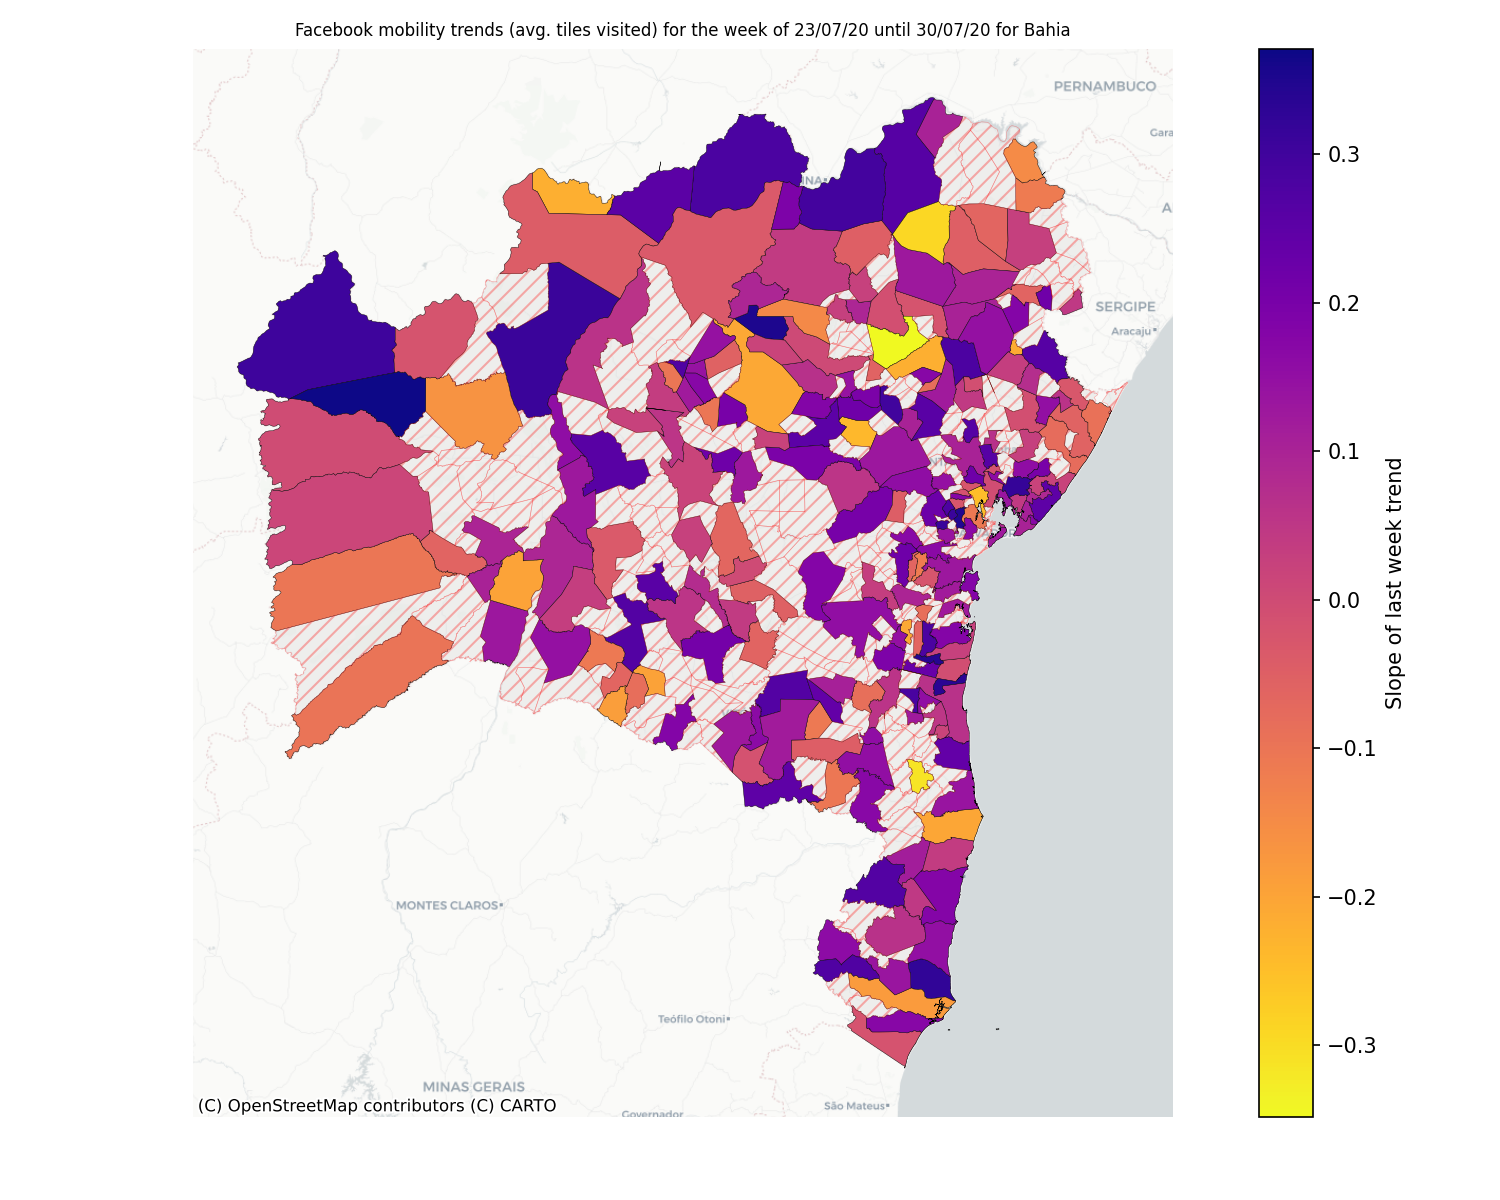 Facebook mobility trends (avg. tiles visited) for the week of 23/07/20 until 30/07/20 for Bahia
PERNAMBUCO
Gara
INA
A
SERGIPE
Aracaju
0.3
0.2
0.1
0.0
−0.1
−0.2
−0.3
Slope of last week trend
MONTES CLAROS
Teófilo Otoni
MINAS GERAIS
São Mateus
(C) OpenStreetMap contributors (C) CARTO
Governador